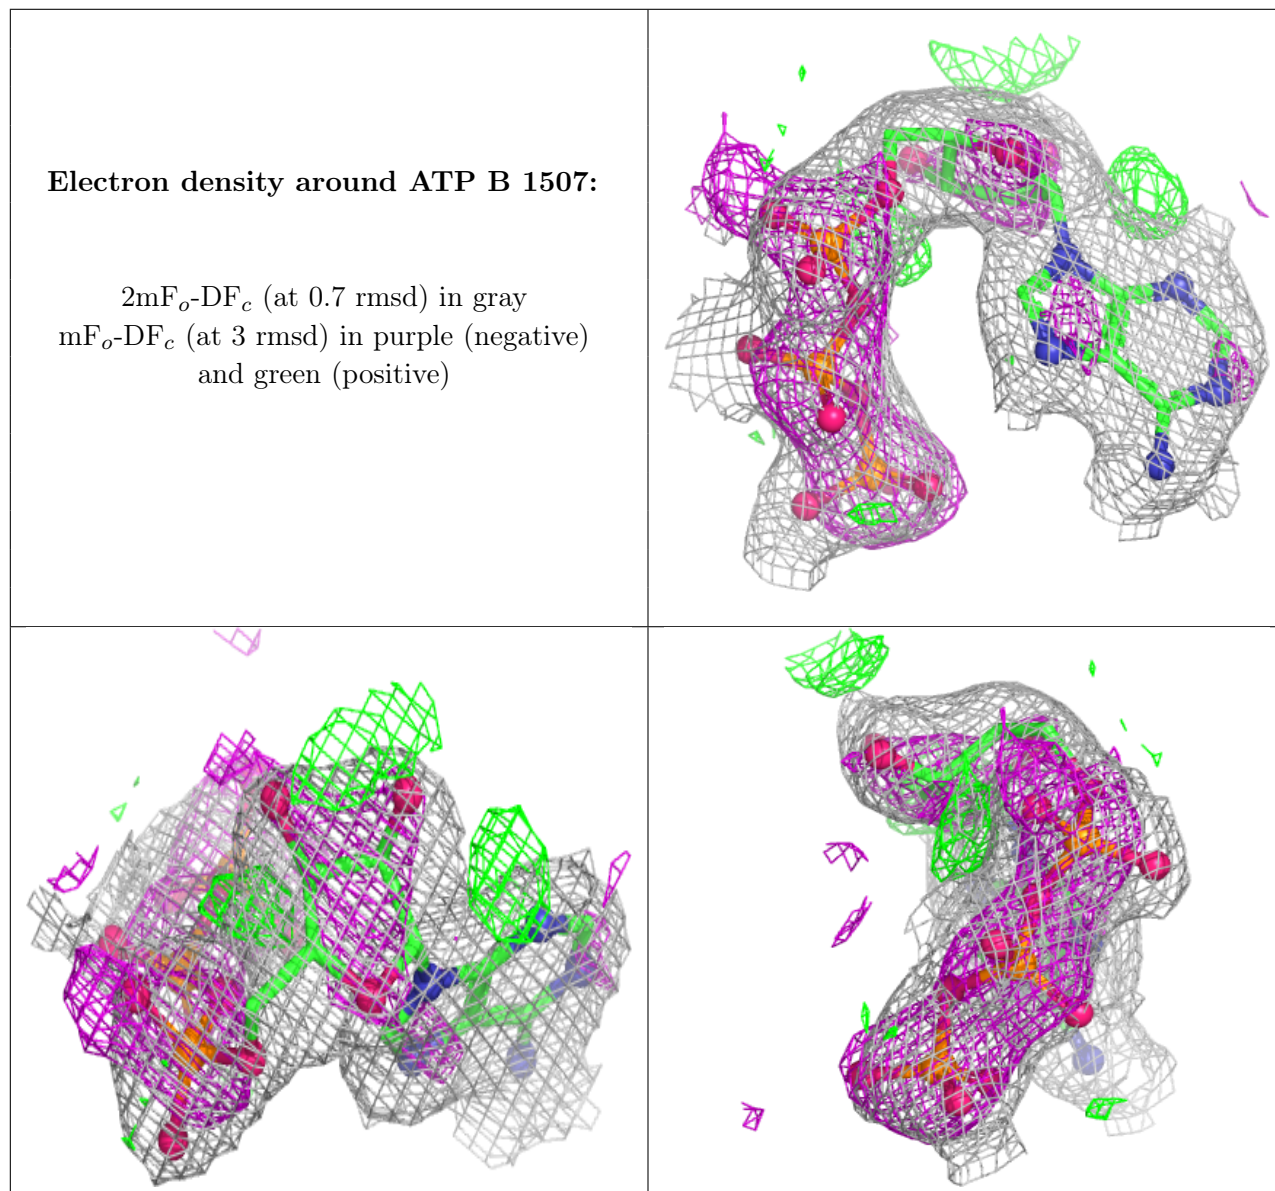 Electron density around ATP B 1507:
2mFo-DFc (at 0.7 rmsd) in gray
mFo-DFc (at 3 rmsd) in purple (negative)
and green (positive)